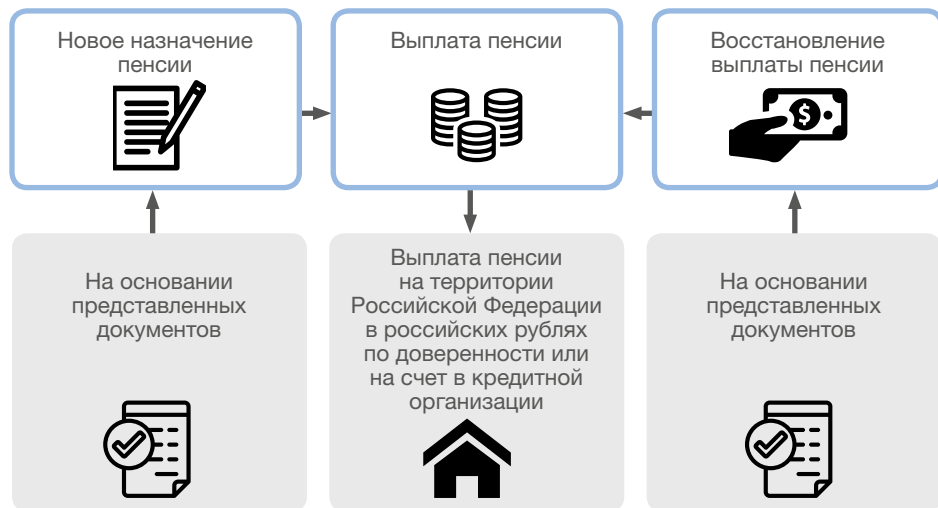 Новое назначение
пенсии
Выплата пенсии
Восстановление
выплаты пенсии
$
На основании
представленных
документов
Выплата пенсии
на территории
Российской Федерации
в российских рублях
по доверенности или
на счет в кредитной
организации
На основании
представленных
документов